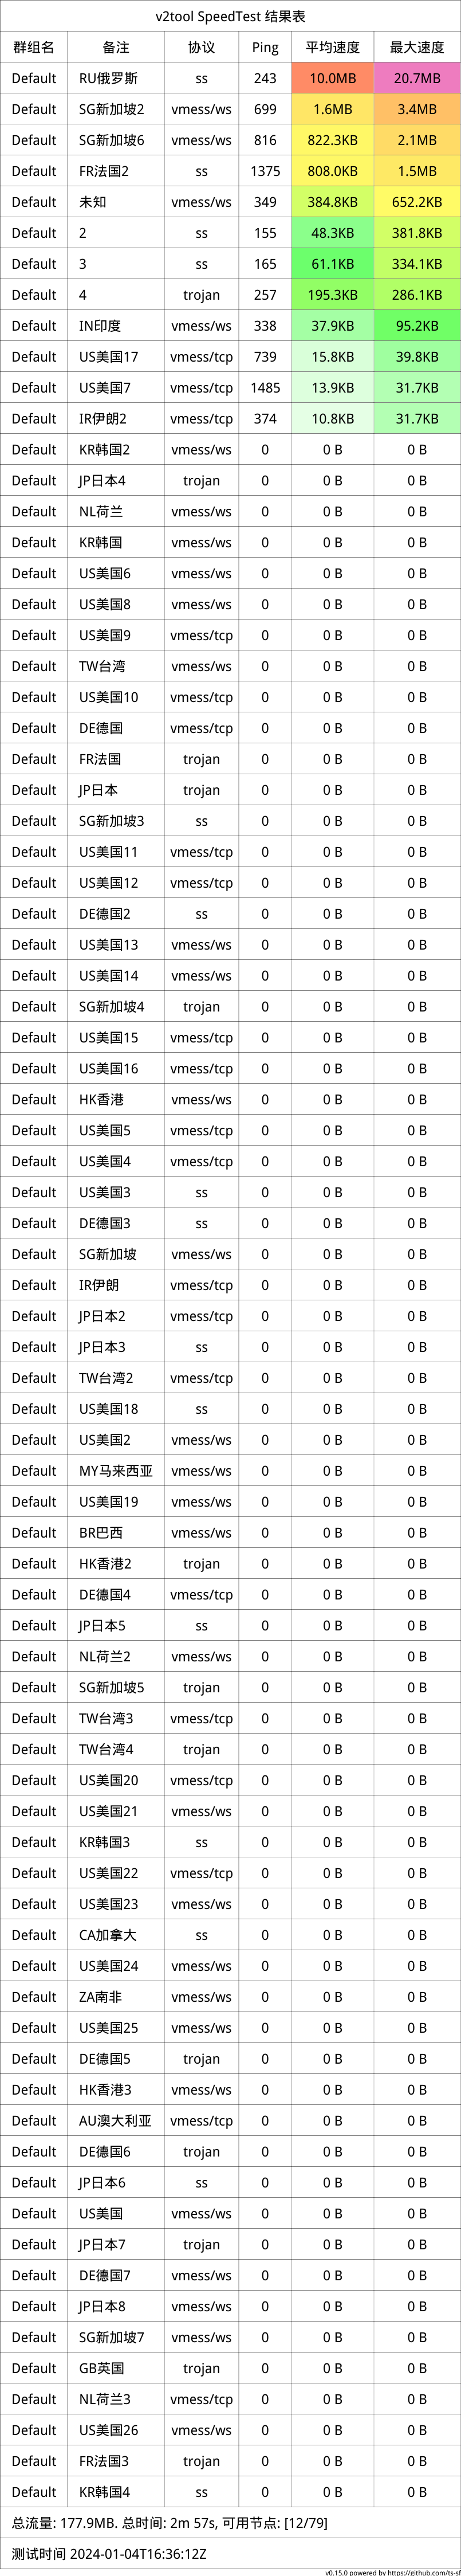 v2tool SpeedTest 结果表
群组名 备注 协议 Ping 平均速度 最大速度
Default RU俄罗斯 ss 243 10.0MB 20.7MB
Default SG新加坡2 vmess/ws 699 1.6MB 3.4MB
Default SG新加坡6 vmess/ws 816 822.3KB 2.1MB
Default FR法国2 ss 1375 808.0KB 1.5MB
Default 未知 vmess/ws 349 384.8KB 652.2KB
Default 2 ss 155 48.3KB 381.8KB
Default 3 ss 165 61.1KB 334.1KB
Default 4 trojan 257 195.3KB 286.1KB
Default IN印度 vmess/ws 338 37.9KB 95.2KB
Default US美国17 vmess/tcp 739 15.8KB 39.8KB
Default US美国7 vmess/tcp 1485 13.9KB 31.7KB
Default IR伊朗2 vmess/tcp 374 10.8KB 31.7KB
Default KR韩国2 vmess/ws 0 0 B 0 B
Default JP日本4 trojan 0 0 B 0 B
Default NL荷兰 vmess/ws 0 0 B 0 B
Default KR韩国 vmess/ws 0 0 B 0 B
Default US美国6 vmess/ws 0 0 B 0 B
Default US美国8 vmess/ws 0 0 B 0 B
Default US美国9 vmess/tcp 0 0 B 0 B
Default TW台湾 vmess/ws 0 0 B 0 B
Default US美国10 vmess/tcp 0 0 B 0 B
Default DE德国 vmess/tcp 0 0 B 0 B
Default FR法国 trojan 0 0 B 0 B
Default JP日本 trojan 0 0 B 0 B
Default SG新加坡3 ss 0 0 B 0 B
Default US美国11 vmess/tcp 0 0 B 0 B
Default US美国12 vmess/tcp 0 0 B 0 B
Default DE德国2 ss 0 0 B 0 B
Default US美国13 vmess/ws 0 0 B 0 B
Default US美国14 vmess/ws 0 0 B 0 B
Default SG新加坡4 trojan 0 0 B 0 B
Default US美国15 vmess/tcp 0 0 B 0 B
Default US美国16 vmess/tcp 0 0 B 0 B
Default HK香港 vmess/ws 0 0 B 0 B
Default US美国5 vmess/tcp 0 0 B 0 B
Default US美国4 vmess/tcp 0 0 B 0 B
Default US美国3 ss 0 0 B 0 B
Default DE德国3 ss 0 0 B 0 B
Default SG新加坡 vmess/ws 0 0 B 0 B
Default IR伊朗 vmess/tcp 0 0 B 0 B
Default JP日本2 vmess/tcp 0 0 B 0 B
Default JP日本3 ss 0 0 B 0 B
Default TW台湾2 vmess/tcp 0 0 B 0 B
Default US美国18 ss 0 0 B 0 B
Default US美国2 vmess/ws 0 0 B 0 B
Default MY马来西亚 vmess/ws 0 0 B 0 B
Default US美国19 vmess/ws 0 0 B 0 B
Default BR巴西 vmess/ws 0 0 B 0 B
Default HK香港2 trojan 0 0 B 0 B
Default DE德国4 vmess/tcp 0 0 B 0 B
Default JP日本5 ss 0 0 B 0 B
Default NL荷兰2 vmess/ws 0 0 B 0 B
Default SG新加坡5 trojan 0 0 B 0 B
Default TW台湾3 vmess/tcp 0 0 B 0 B
Default TW台湾4 trojan 0 0 B 0 B
Default US美国20 vmess/tcp 0 0 B 0 B
Default US美国21 vmess/ws 0 0 B 0 B
Default KR韩国3 ss 0 0 B 0 B
Default US美国22 vmess/tcp 0 0 B 0 B
Default US美国23 vmess/ws 0 0 B 0 B
Default CA加拿大 ss 0 0 B 0 B
Default US美国24 vmess/ws 0 0 B 0 B
Default ZA南非 vmess/ws 0 0 B 0 B
Default US美国25 vmess/ws 0 0 B 0 B
Default DE德国5 trojan 0 0 B 0 B
Default HK香港3 vmess/ws 0 0 B 0 B
Default AU澳大利亚 vmess/tcp 0 0 B 0 B
Default DE德国6 trojan 0 0 B 0 B
Default JP日本6 ss 0 0 B 0 B
Default US美国 vmess/ws 0 0 B 0 B
Default JP日本7 trojan 0 0 B 0 B
Default DE德国7 vmess/ws 0 0 B 0 B
Default JP日本8 vmess/ws 0 0 B 0 B
Default SG新加坡7 vmess/ws 0 0 B 0 B
Default GB英国 trojan 0 0 B 0 B
Default NL荷兰3 vmess/tcp 0 0 B 0 B
Default US美国26 vmess/ws 0 0 B 0 B
Default FR法国3 trojan 0 0 B 0 B
Default KR韩国4 ss 0 0 B 0 B
总流量: 177.9MB. 总时间: 2m 57s, 可用节点: [12/79]
测试时间 2024-01-04T16:36:12Z
v0.15.0 powered by https://github.com/ts-sf